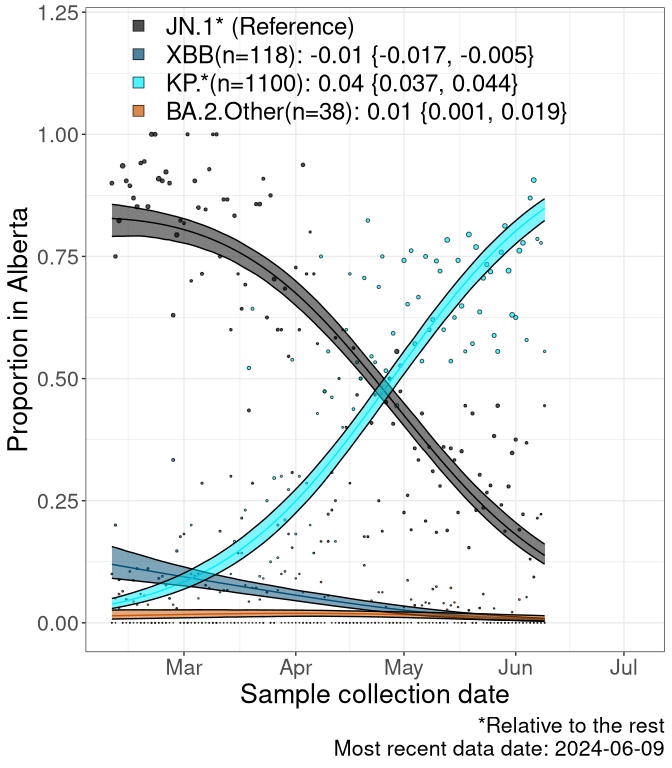 1.25
JN.1* (Reference)
XBB(n=118): -0.01 {-0.017, -0.005}
KP.*(n=1100): 0.04 {0.037, 0.044}
BA.2.Other(n=38): 0.01 {0.001, 0.019}
1.00
0.75
0.50
0.25
0.00
Proportion in Alberta
Mar Apr May Jun Jul
Sample collection date
*Relative to the rest
Most recent data date: 2024-06-09